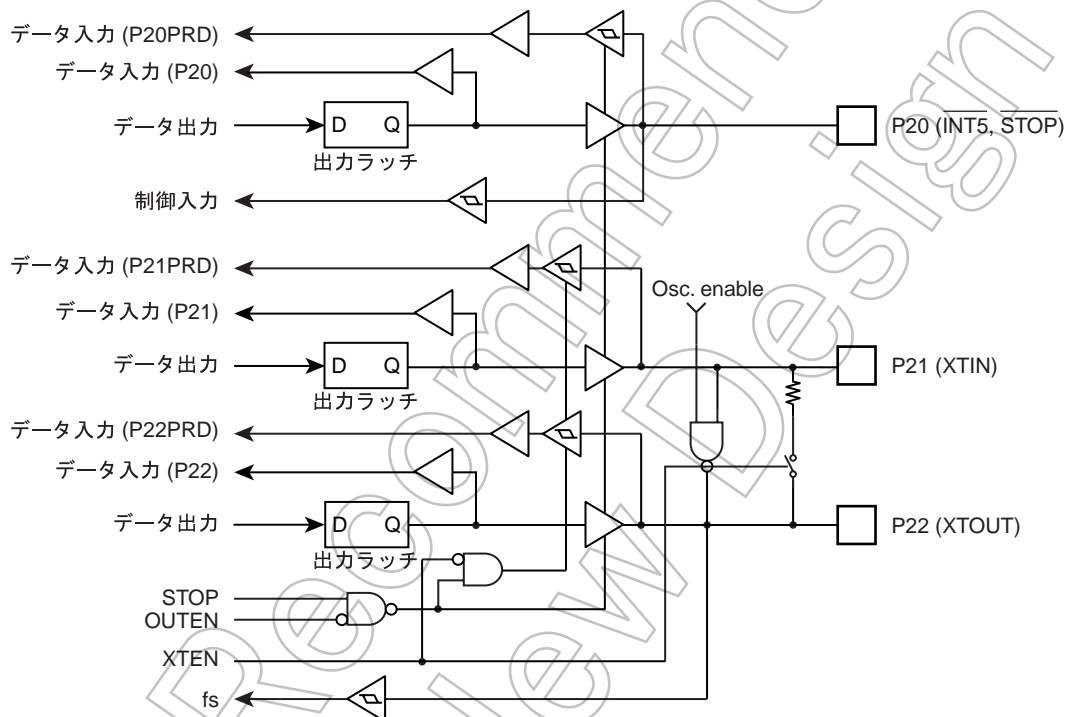 データ入力 (P20PRD)
データ入力 (P20)
データ出力
D Q
出力ラッチ
P20 (INT5, STOP)
制御入力
データ入力 (P21PRD)
Osc. enable
データ入力 (P21)
データ出力
D Q
出力ラッチ
P21 (XTIN)
データ入力 (P22PRD)
データ入力 (P22)
データ出力
D Q
出力ラッチ
P22 (XTOUT)
STOP
OUTEN
XTEN
fs
Recommen
ew Design